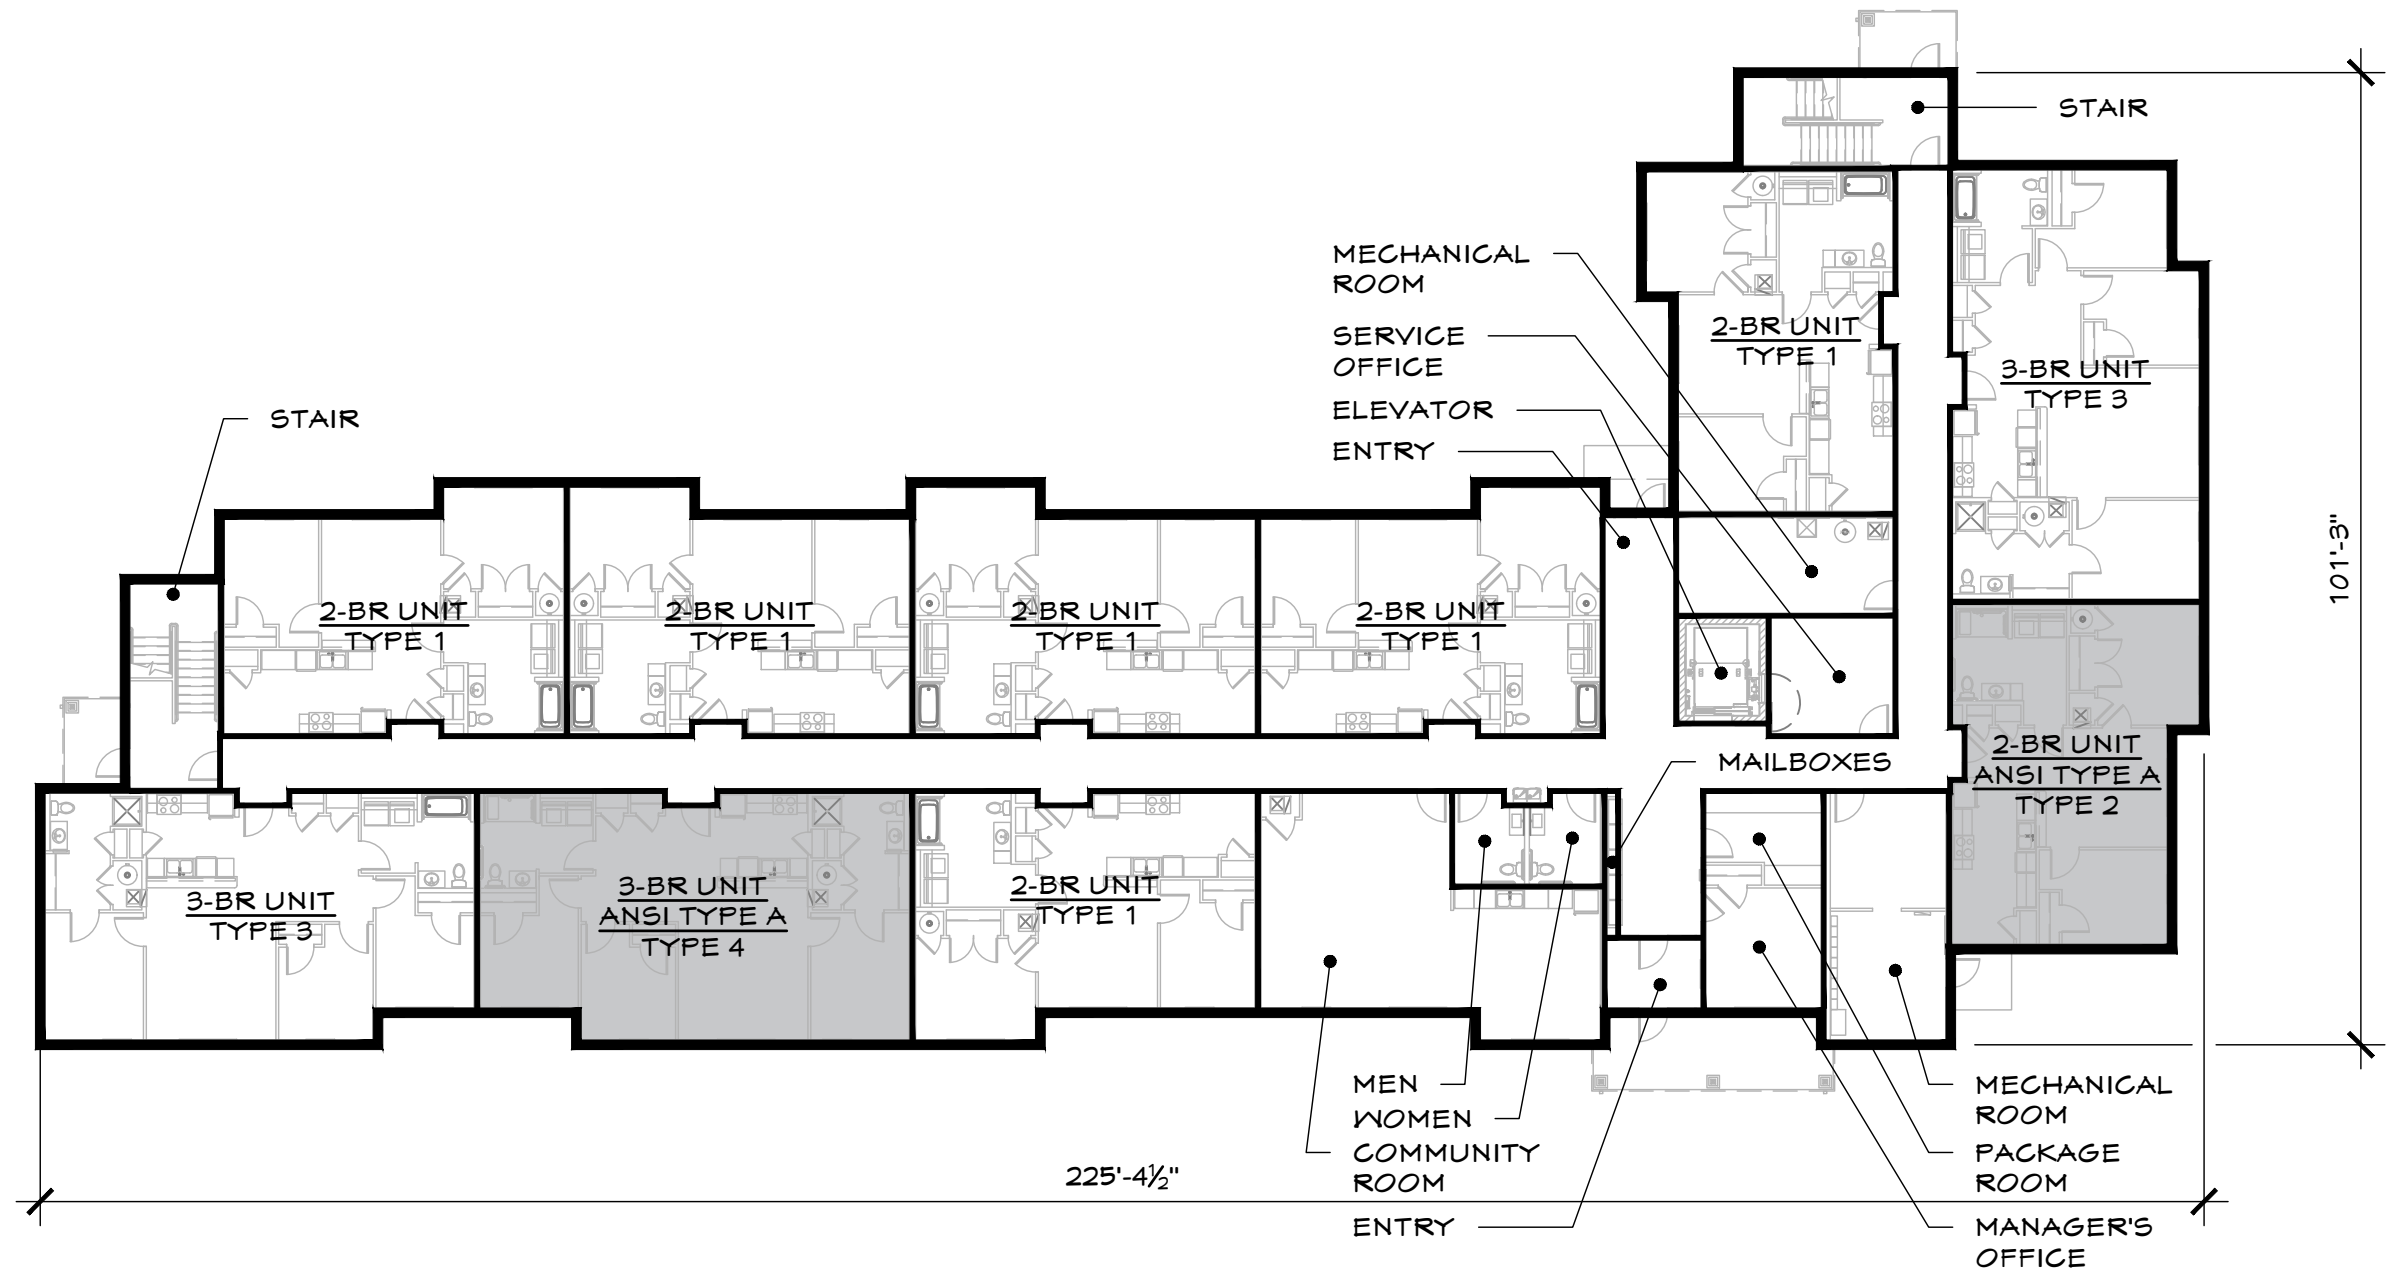 STAIR
MECHANICAL
ROOM
SERVICE
OFFICE
ELEVATOR
ENTRY
2-BR UNIT
TYPE 1
3-BR UNIT
TYPE 3
STAIR
101'-3"
2-BR UNIT
TYPE 1
2-BR UNIT
TYPE 1
2-BR UNIT
TYPE 1
2-BR UNIT
TYPE 1
MAILBOXES
2-BR UNIT
ANSI TYPE A
TYPE 2
3-BR UNIT
TYPE 3
3-BR UNIT
ANSI TYPE A
TYPE 4
2-BR UNIT
TYPE 1
MEN
WOMEN
COMMUNITY
ROOM
ENTRY
MECHANICAL
ROOM
PACKAGE
ROOM
MANAGER'S
OFFICE
225'-4½"